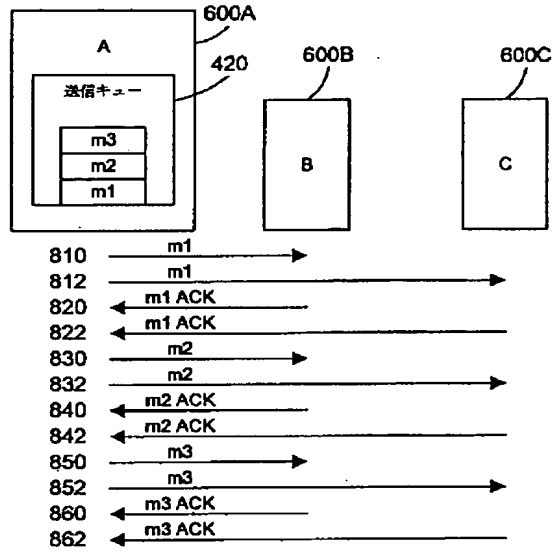 600A
A
420
送信キュー
m3
m2
m1
600B
B
600C
C
810 m1
812 m1
820 m1 ACK
822 m1 ACK
830 m2
832 m2
840 m2 ACK
842 m2 ACK
850 m3
852 m3
860 m3 ACK
862 m3 ACK